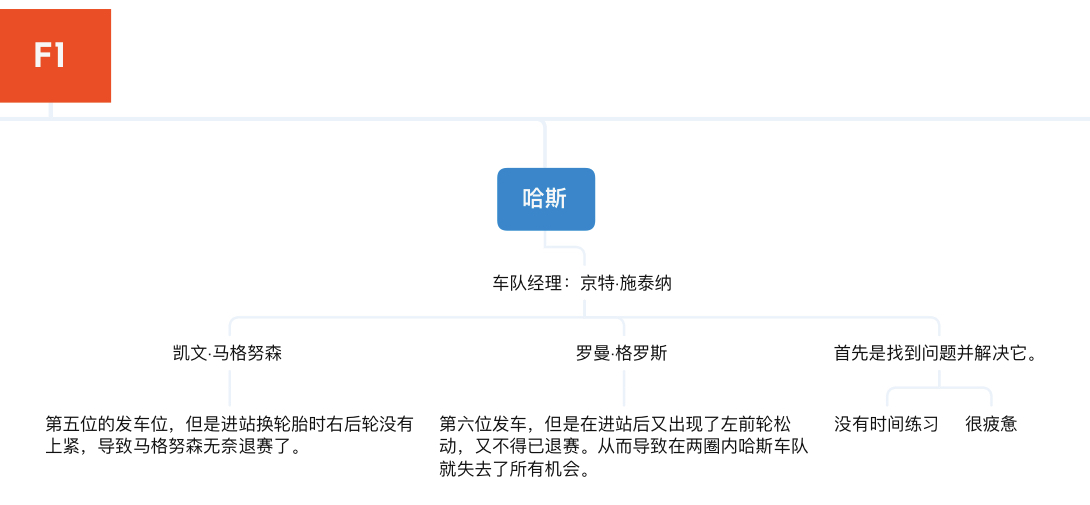 F1
哈斯
车队经理：京特·施泰纳
凯文·马格努森
罗曼·格罗斯
首先是找到问题并解决它。
第五位的发车位，但是进站换轮胎时右后轮没有
上紧，导致马格努森无奈退赛了。
第六位发车，但是在进站后又出现了左前轮松
动，又不得已退赛。从而导致在两圈内哈斯车队
就失去了所有机会。
没有时间练习
很疲惫